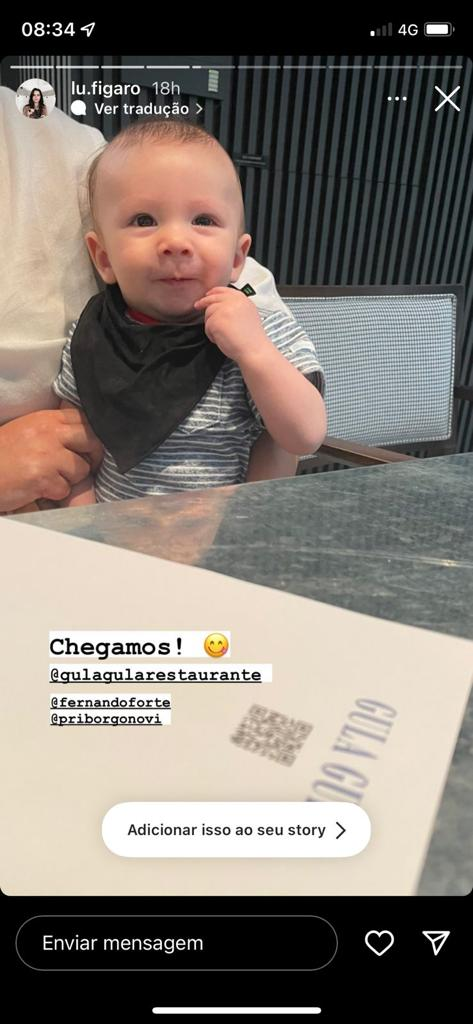 08:34
4G
lu.figaro 18h
Ver tradução
Chegamos! 😋
@gulagularestaurante
@fernandoforte
@priborgonovi
GULA GU
Adicionar isso ao seu story
Enviar mensagem